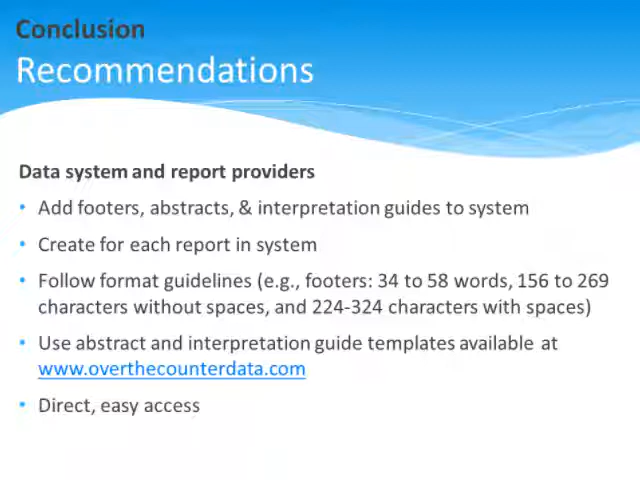 Conclusion
Recommendations
Data system and report providers
• Add footers, abstracts, & interpretation guides to system
• Create for each report in system
• Follow format guidelines (e.g., footers: 34 to 58 words, 156 to 269
characters without spaces, and 224-324 characters with spaces)
• Use abstract and interpretation guide templates available at
www.overthecounterdata.com
• Direct, easy access